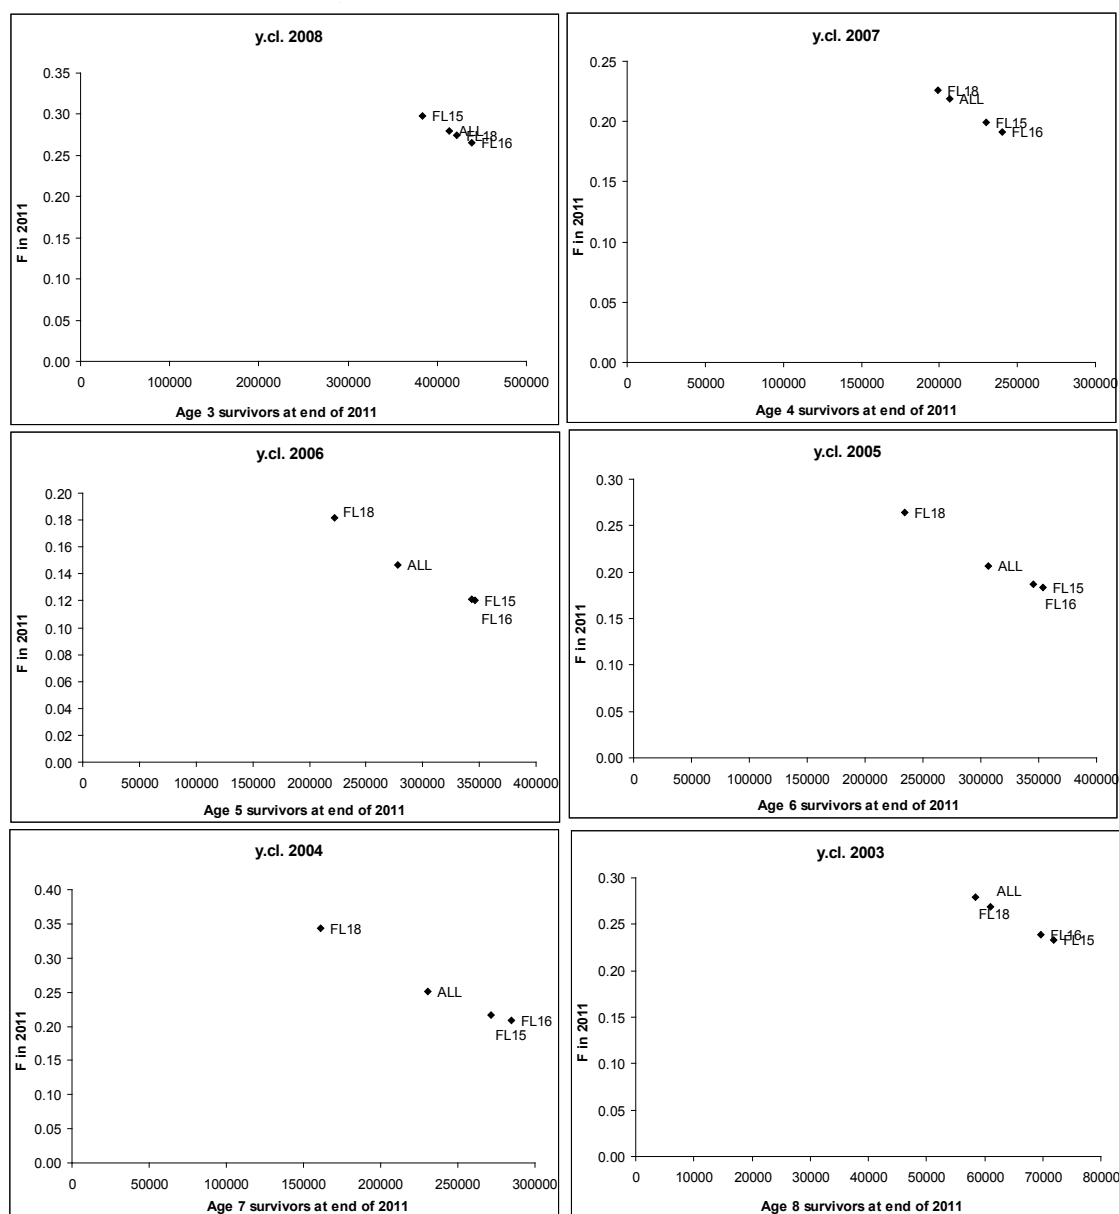 y.cl. 2008
0.35
0.30
0.25
0.20
0.15
0.10
0.05
0.00
F in 2011
FL15
ALL
FL18
FL16
0 100000 200000 300000 400000 500000
Age 3 survivors at end of 2011
y.cl. 2007
0.25
0.20
0.15
0.10
0.05
0.00
F in 2011
FL18
ALL
FL15
FL16
0 50000 100000 150000 200000 250000 300000
Age 4 survivors at end of 2011
y.cl. 2006
0.20
0.18
0.16
0.14
0.12
0.10
0.08
0.06
0.04
0.02
0.00
F in 2011
FL18
ALL
FL15
FL16
0 50000 100000 150000 200000 250000 300000 350000 400000
Age 5 survivors at end of 2011
y.cl. 2005
0.30
0.25
0.20
0.15
0.10
0.05
0.00
F in 2011
FL18
ALL
FL15
FL16
0 50000 100000 150000 200000 250000 300000 350000 400000
Age 6 survivors at end of 2011
y.cl. 2004
0.40
0.35
0.30
0.25
0.20
0.15
0.10
0.05
0.00
F in 2011
FL18
ALL
FL16
FL15
0 50000 100000 150000 200000 250000 300000
Age 7 survivors at end of 2011
y.cl. 2003
0.30
0.25
0.20
0.15
0.10
0.05
0.00
F in 2011
ALL
FL18
FL16
FL15
0 10000 20000 30000 40000 50000 60000 70000 80000
Age 8 survivors at end of 2011